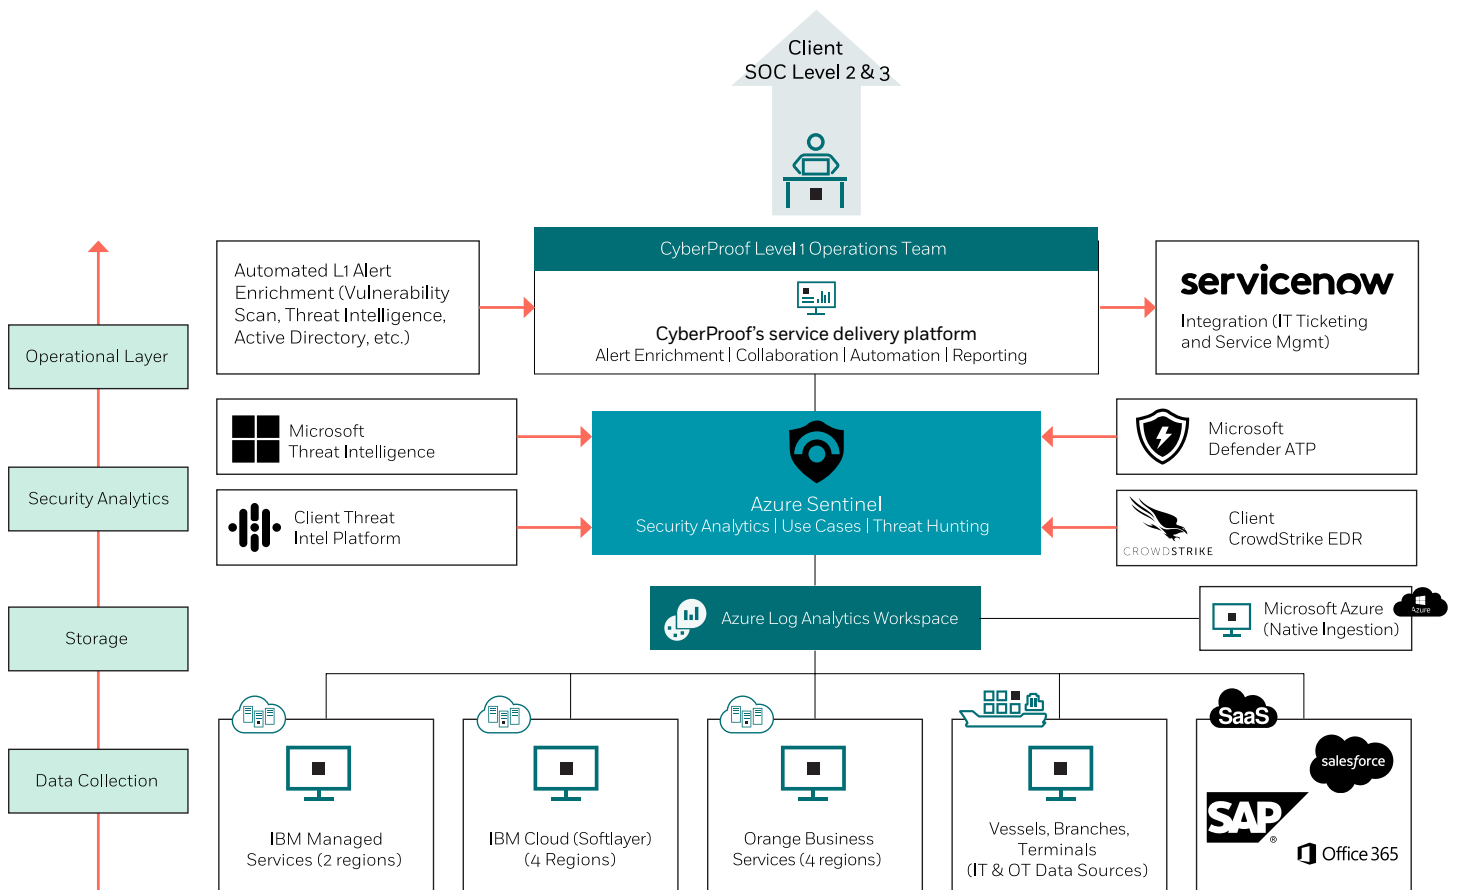 Client
SOC Level 2 & 3
CyberProof Level 1 Operations Team
CyberProof's service delivery platform
Alert Enrichment | Collaboration | Automation | Reporting
Automated L1 Alert
Enrichment (Vulnerability
Scan, Threat Intelligence,
Active Directory, etc.)
servicenow
Integration (IT Ticketing
and Service Mgmt)
Operational Layer
Microsoft
Threat Intelligence
Client Threat
Intel Platform
Azure Sentinel
Security Analytics | Use Cases | Threat Hunting
Microsoft
Defender ATP
CROWDSTRIKE
Client
CrowdStrike EDR
Security Analytics
Azure Log Analytics Workspace
Microsoft Azure
(Native Ingestion)
Azure
Storage
Data Collection
IBM Managed
Services (2 regions)
IBM Cloud (Softlayer)
(4 Regions)
Orange Business
Services (4 regions)
Vessels, Branches,
Terminals
(IT & OT Data Sources)
SaaS
salesforce
SAP®
Office 365